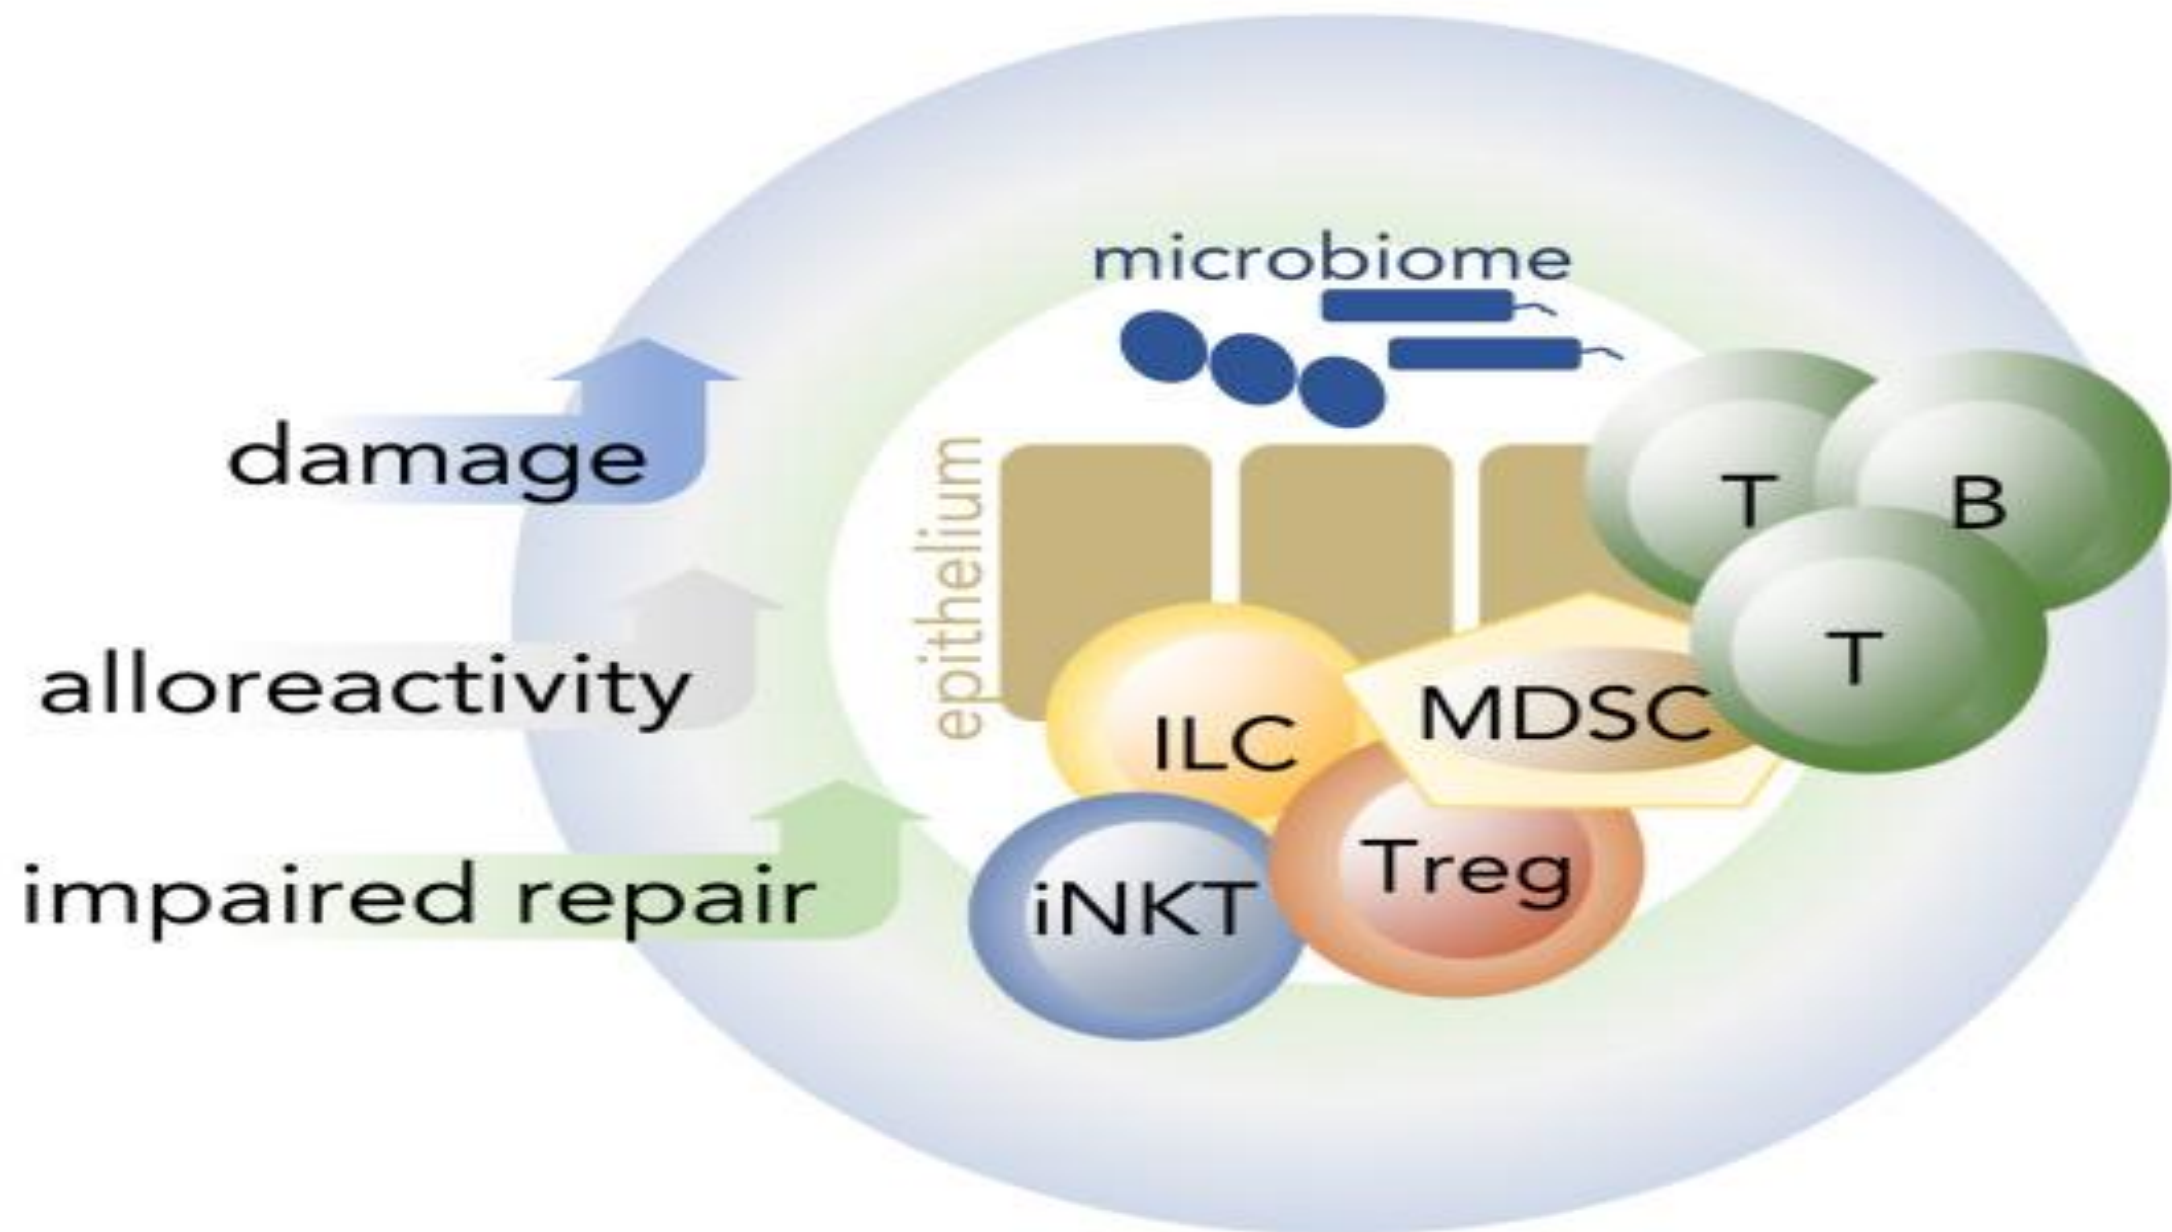 microbiome
damage
alloreactivity
impaired repair
epithelium
T
B
T
ILC
MDSC
iNKT
Treg